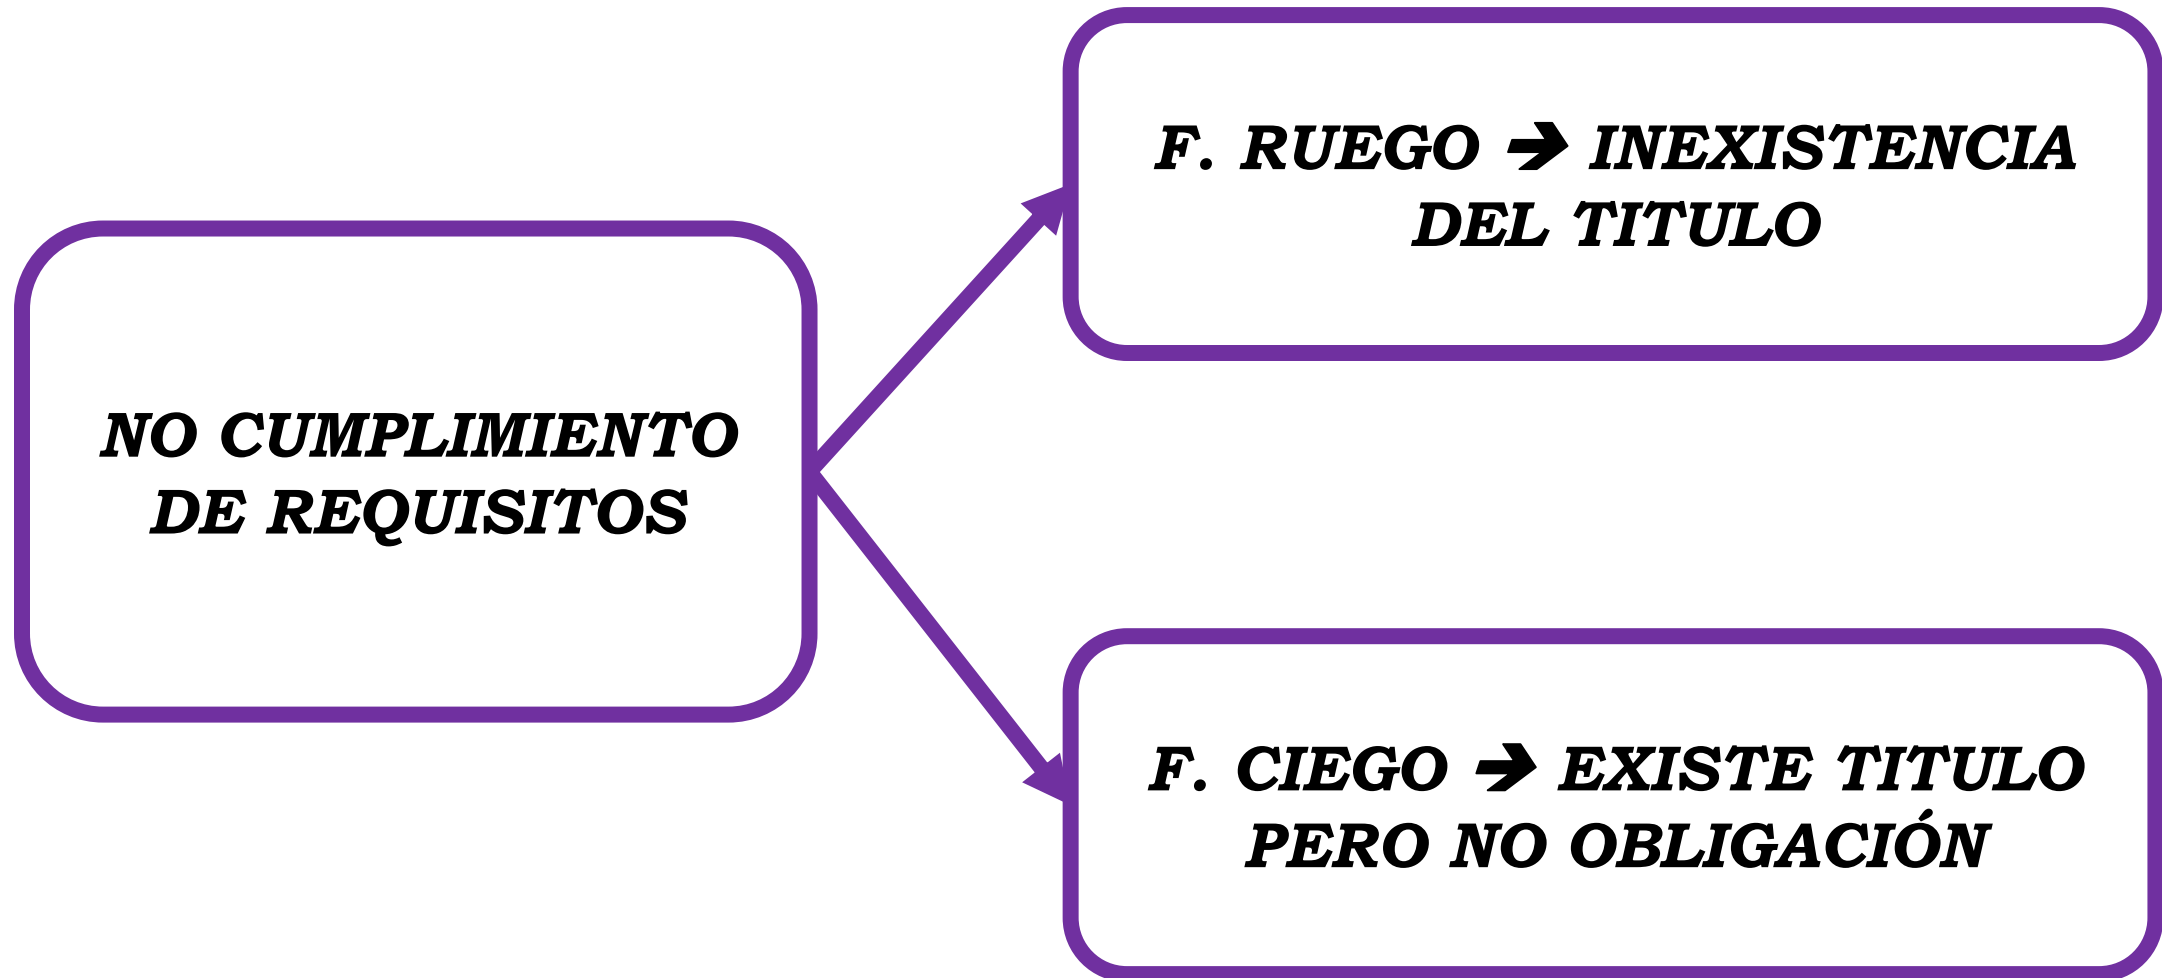 F. RUEGO ➔ INEXISTENCIA
DEL TITULO
NO CUMPLIMIENTO
DE REQUISITOS
F. CIEGO ➔ EXISTE TITULO
PERO NO OBLIGACIÓN